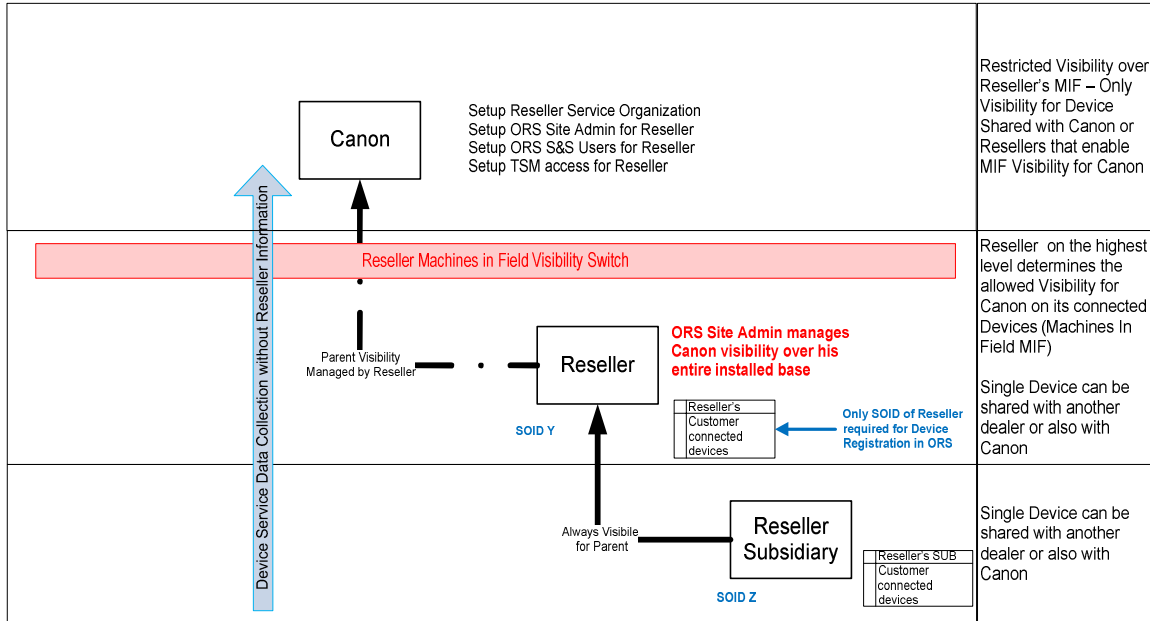 Canon
Setup Reseller Service Organization
Setup ORS Site Admin for Reseller
Setup ORS S&S Users for Reseller
Setup TSM access for Reseller
Restricted Visibility over
Reseller's MIF – Only
Visibility for Device
Shared with Canon or
Resellers that enable
MIF Visibility for Canon
Device Service Data Collection without Reseller Information
Reseller Machines in Field Visibility Switch
Parent Visibility
Managed by Reseller
Reseller
SOID Y
ORS Site Admin manages
Canon visibility over his
entire installed base
Reseller's
Customer
connected
devices
Only SOID of Reseller
required for Device
Registration in ORS
Reseller  on the highest
level determines the
allowed Visibility for
Canon on its connected
Devices (Machines In
Field MIF)
Single Device can be
shared with another
dealer or also with
Canon
Always Visibile
for Parent
Reseller
Subsidiary
SOID Z
Reseller's SUB
Customer
connected
devices
Single Device can be
shared with another
dealer or also with
Canon